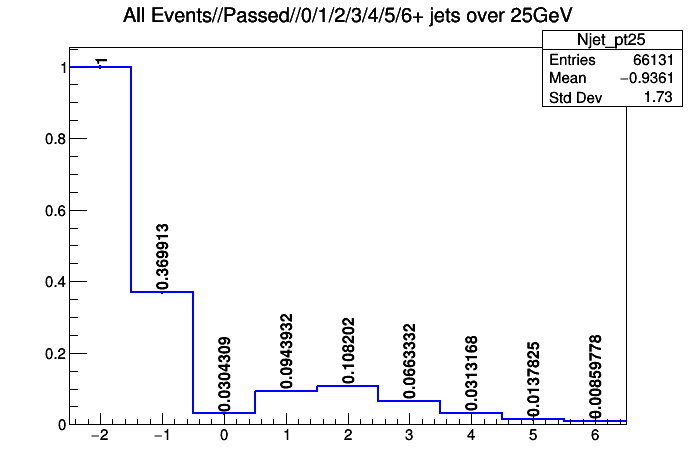 All Events//Passed//0/1/2/3/4/5/6+ jets over 25GeV
Njet_pt25
Entries 66131
Mean −0.9361
Std Dev 1.73
1
0.8
0.6
0.4
0.2
0
1
0.369913
0.0304309
0.0943932
0.108202
0.0663332
0.0313168
0.0137825
0.00859778
−2 −1 0 1 2 3 4 5 6